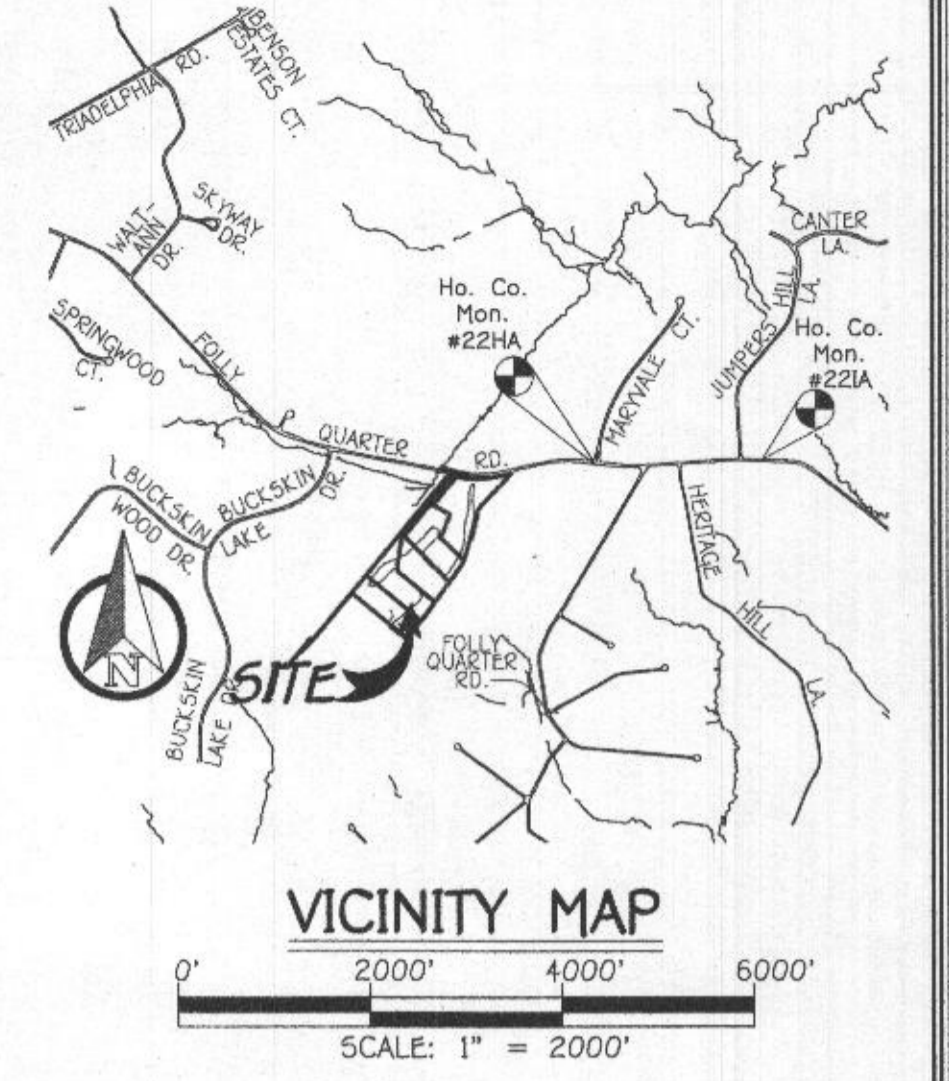 BENSON
ESTATES CT.
TRIADELPHIA RD.
SKYWAY
DR.
WALT-
ANN
DR.
CANTER
LA.
SPRINGWOOD
CT.
FOLLY QUARTER RD.
Ho. Co.
Mon.
#22HA
JUMPERS HILL LA.
Ho. Co.
Mon.
#22IA
MARYVALE CT.
BUCKSKIN
WOOD DR.
BUCKSKIN
LAKE DR.
HERITAGE HILL LA.
N
SITE
FOLLY
QUARTER
RD.
BUCKSKIN
LAKE DR.
VICINITY MAP
0' 2000' 4000' 6000'
SCALE: 1" = 2000'